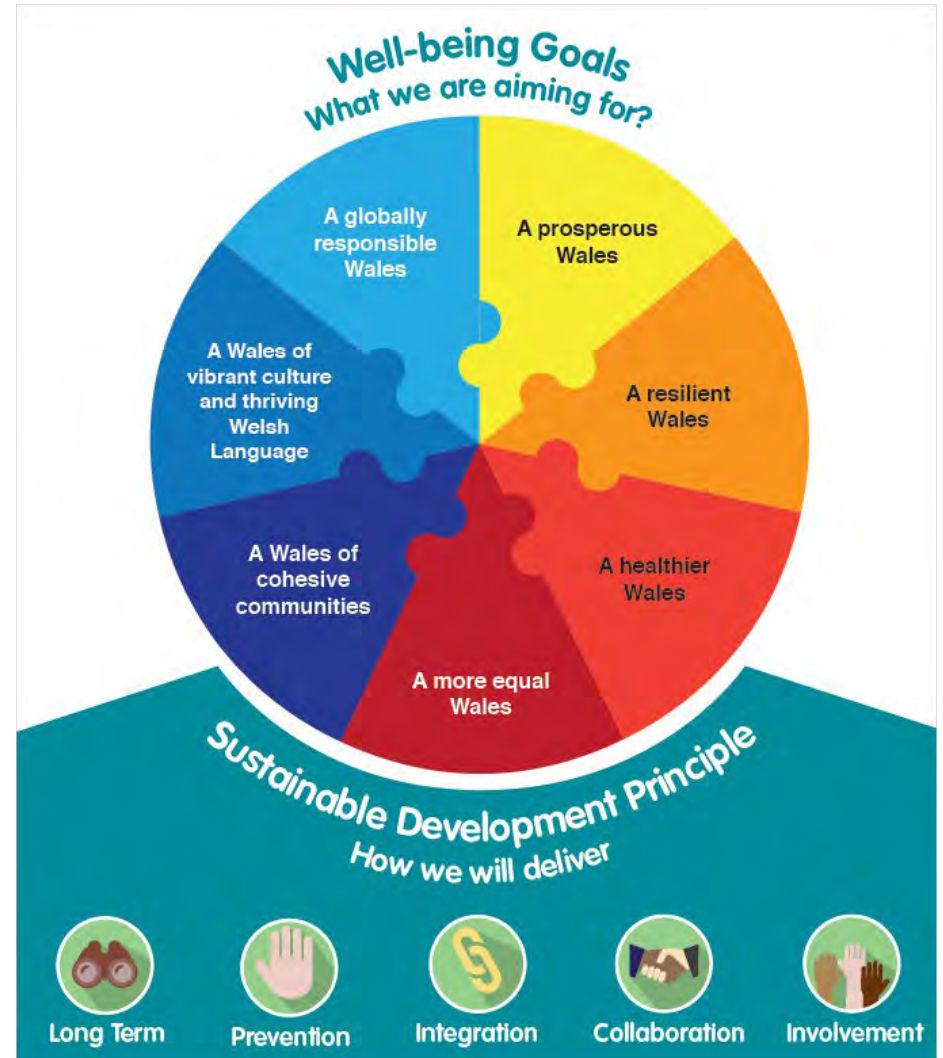 Well-being Goals
What we are aiming for?
A globally
responsible
Wales
A prosperous
Wales
A Wales of
vibrant culture
and thriving
Welsh
Language
A resilient
Wales
A Wales of
cohesive
communities
A healthier
Wales
A more equal
Wales
Sustainable Development Principle
How we will deliver
Long Term
Prevention
Integration
Collaboration
Involvement